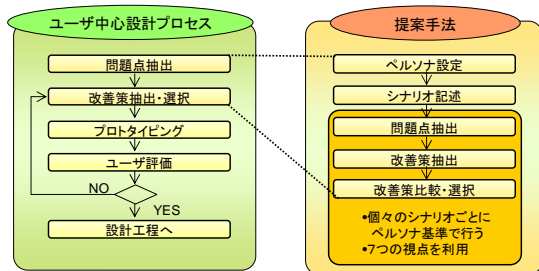 ユーザ中心設計プロセス
問題点抽出
改善策抽出・選択
プロトタイピング
ユーザ評価
NO
YES
設計工程へ
提案手法
ペルソナ設定
シナリオ記述
問題点抽出
改善策抽出
改善策比較・選択
•個々のシナリオごとに
ペルソナ基準で行う
•7つの視点を利用